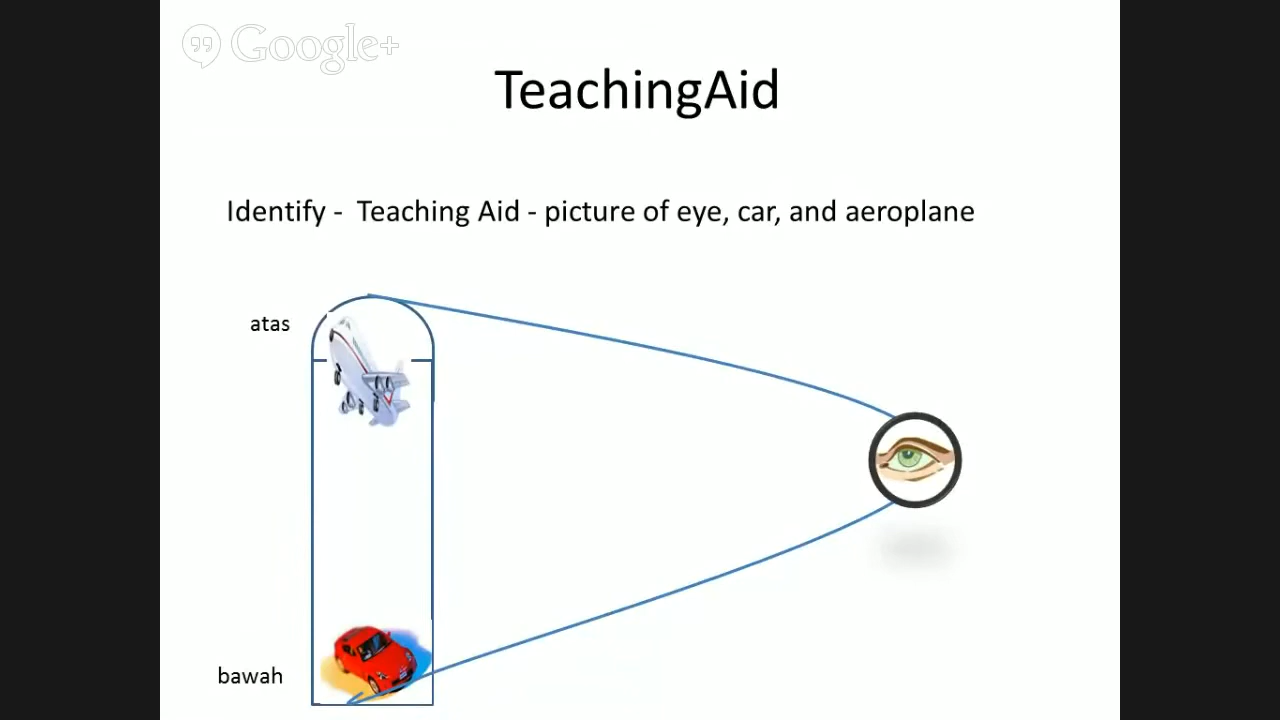 Google+
TeachingAid
Identify - Teaching Aid - picture of eye, car, and aeroplane
atas
bawah